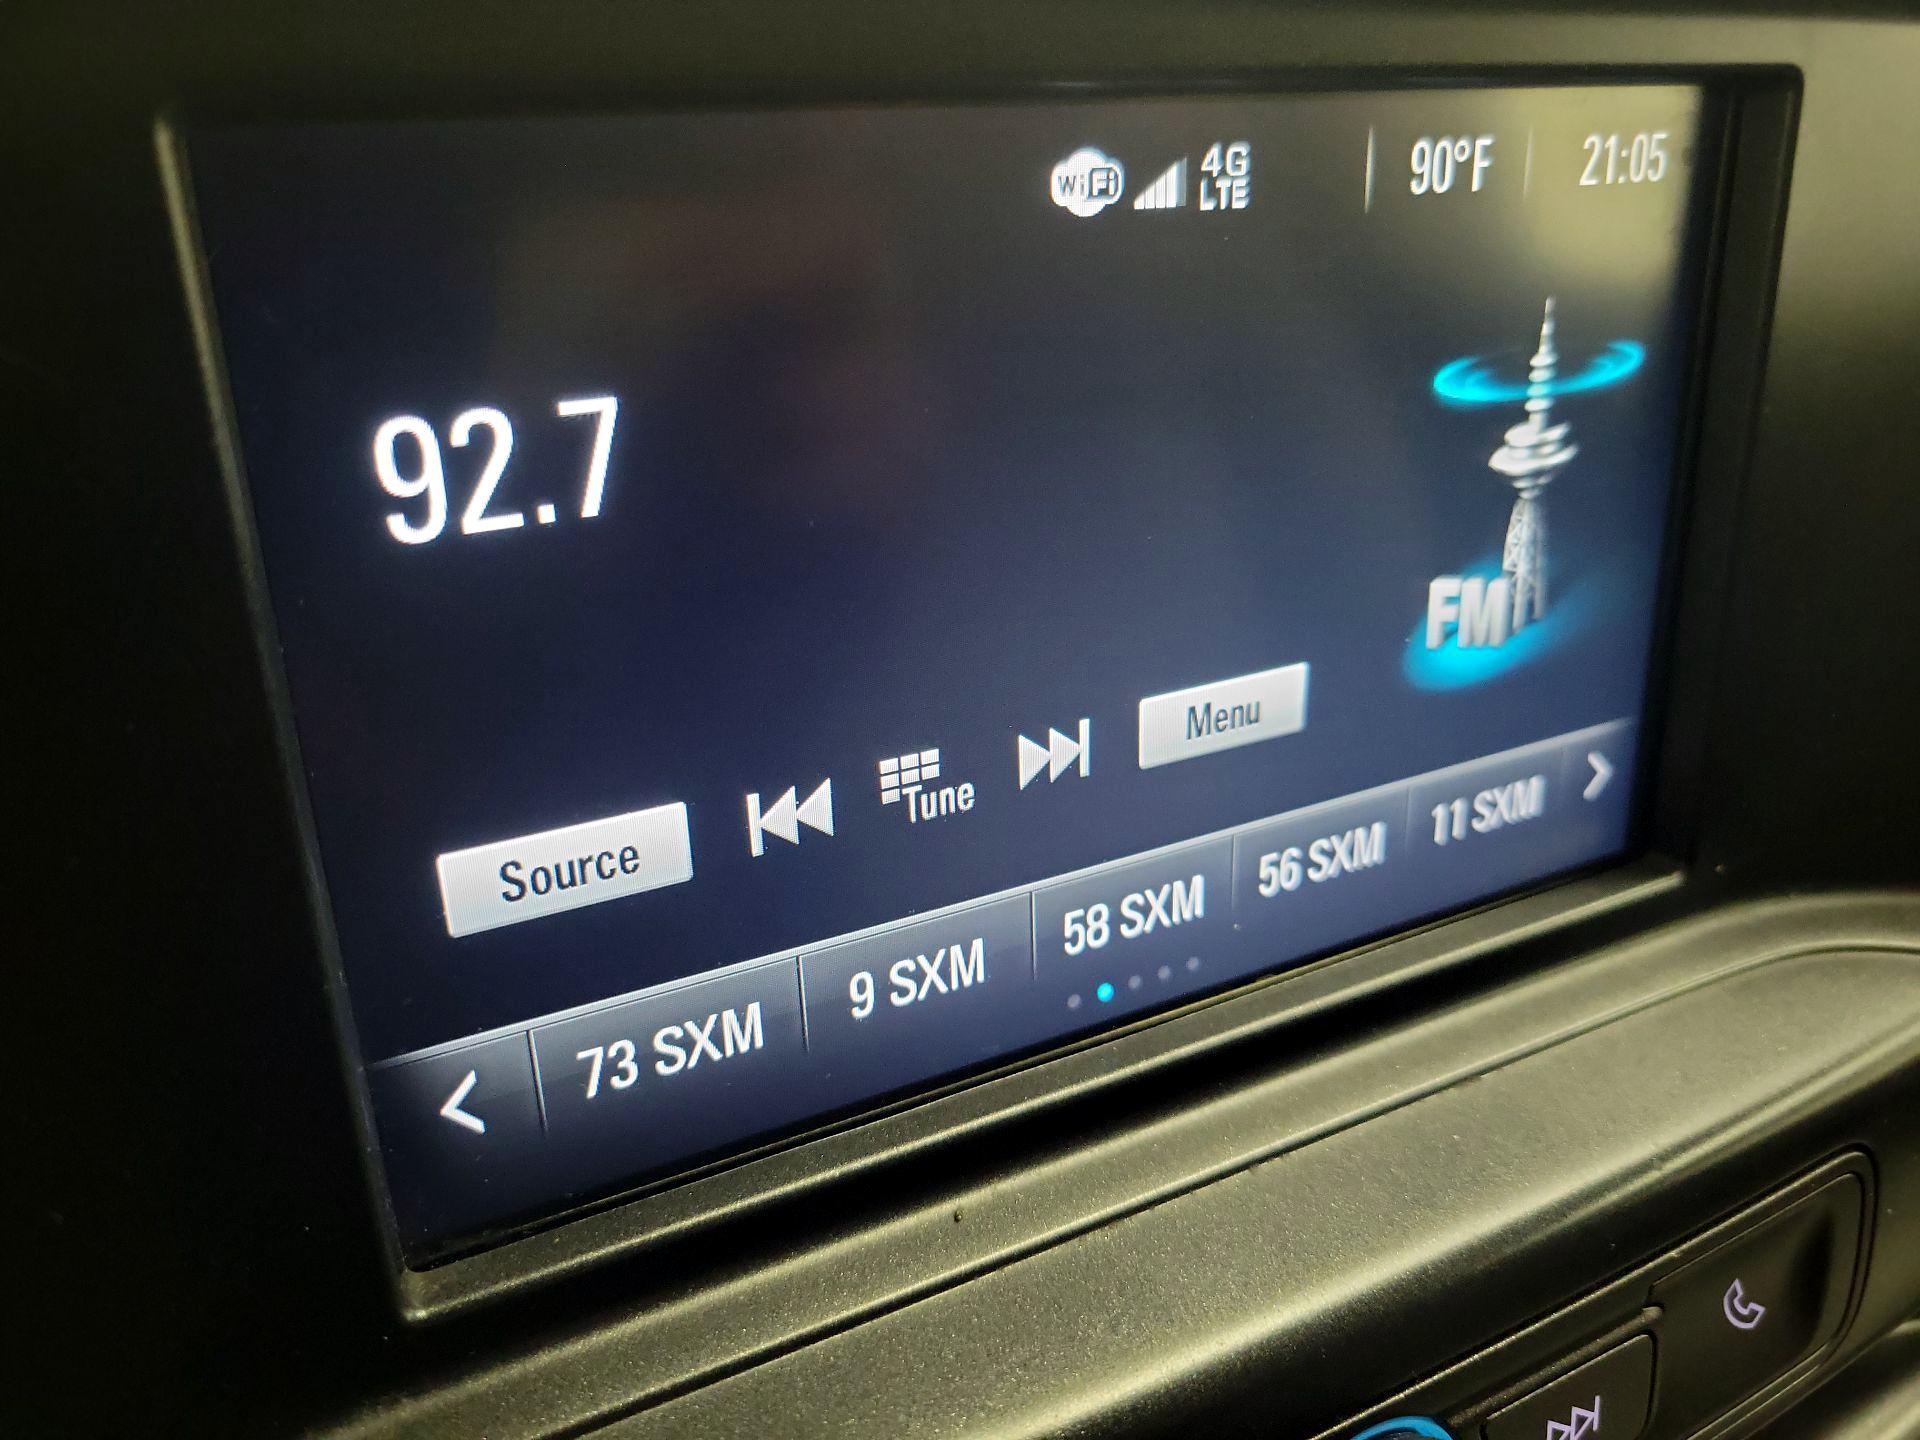 WiFi 4G LTE 90°F 21:05
92.7
FM
Source Tune Menu
73 SXM 9 SXM 58 SXM 56 SXM 11 SXM